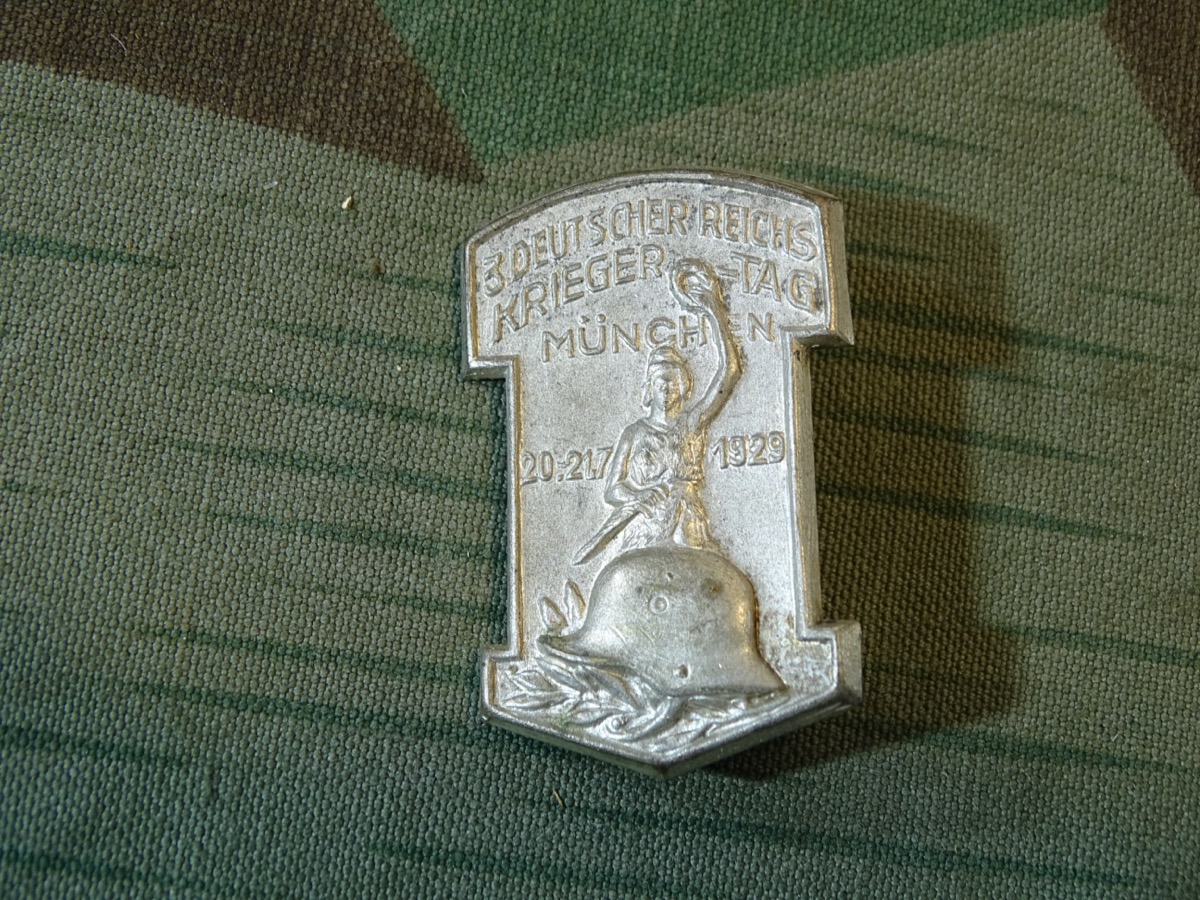 3. DEUTSCHER REICHS
KRIEGER-TAG
MÜNCHEN
20.-21.7 1929